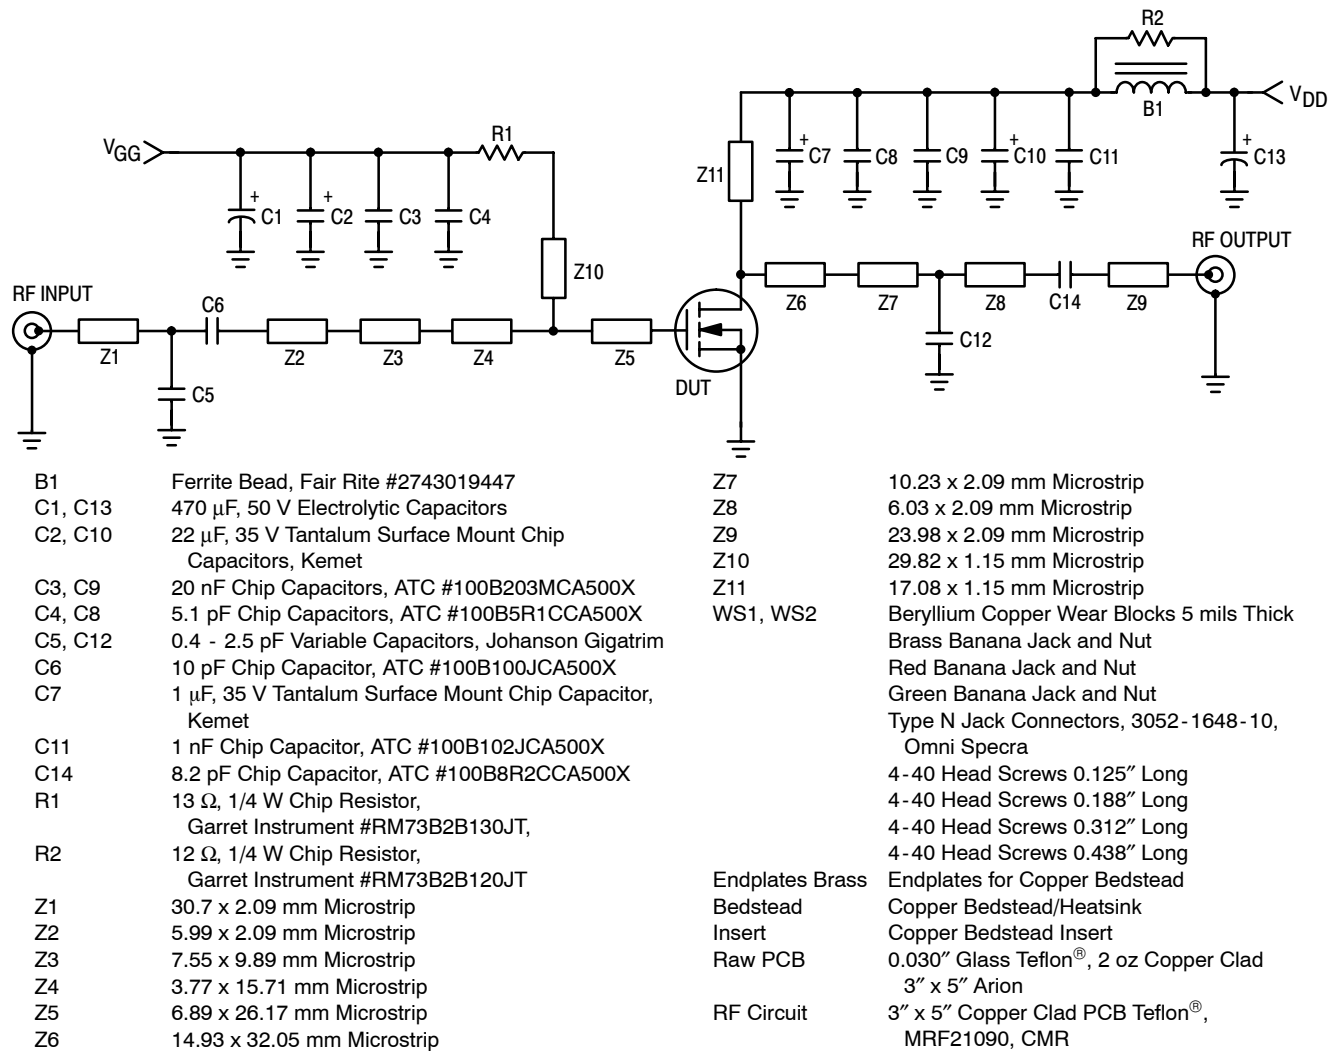 R2
B1
VDD
VGG
R1
+
C1
+
C2
C3
C4
Z10
Z11
+
C7
C8
C9
+
C10
C11
+
C13
RF INPUT
Z1
C6
C5
Z2
Z3
Z4
Z5
DUT
Z6
Z7
C12
Z8
C14
Z9
RF OUTPUT
B1 Ferrite Bead, Fair Rite #2743019447
C1, C13 470 μF, 50 V Electrolytic Capacitors
C2, C10 22 μF, 35 V Tantalum Surface Mount Chip
Capacitors, Kemet
C3, C9 20 nF Chip Capacitors, ATC #100B203MCA500X
C4, C8 5.1 pF Chip Capacitors, ATC #100B5R1CCA500X
C5, C12 0.4 - 2.5 pF Variable Capacitors, Johanson Gigatrim
C6 10 pF Chip Capacitor, ATC #100B100JCA500X
C7 1 μF, 35 V Tantalum Surface Mount Chip Capacitor,
Kemet
C11 1 nF Chip Capacitor, ATC #100B102JCA500X
C14 8.2 pF Chip Capacitor, ATC #100B8R2CCA500X
R1 13 Ω, 1/4 W Chip Resistor,
Garret Instrument #RM73B2B130JT,
R2 12 Ω, 1/4 W Chip Resistor,
Garret Instrument #RM73B2B120JT
Z1 30.7 x 2.09 mm Microstrip
Z2 5.99 x 2.09 mm Microstrip
Z3 7.55 x 9.89 mm Microstrip
Z4 3.77 x 15.71 mm Microstrip
Z5 6.89 x 26.17 mm Microstrip
Z6 14.93 x 32.05 mm Microstrip
Z7 10.23 x 2.09 mm Microstrip
Z8 6.03 x 2.09 mm Microstrip
Z9 23.98 x 2.09 mm Microstrip
Z10 29.82 x 1.15 mm Microstrip
Z11 17.08 x 1.15 mm Microstrip
WS1, WS2 Beryllium Copper Wear Blocks 5 mils Thick
Brass Banana Jack and Nut
Red Banana Jack and Nut
Green Banana Jack and Nut
Type N Jack Connectors, 3052-1648-10,
Omni Specra
4-40 Head Screws 0.125″ Long
4-40 Head Screws 0.188″ Long
4-40 Head Screws 0.312″ Long
4-40 Head Screws 0.438″ Long
Endplates Brass Endplates for Copper Bedstead
Bedstead Copper Bedstead/Heatsink
Insert Copper Bedstead Insert
Raw PCB 0.030″ Glass Teflon®, 2 oz Copper Clad
3″ x 5″ Arion
RF Circuit 3″ x 5″ Copper Clad PCB Teflon®,
MRF21090, CMR